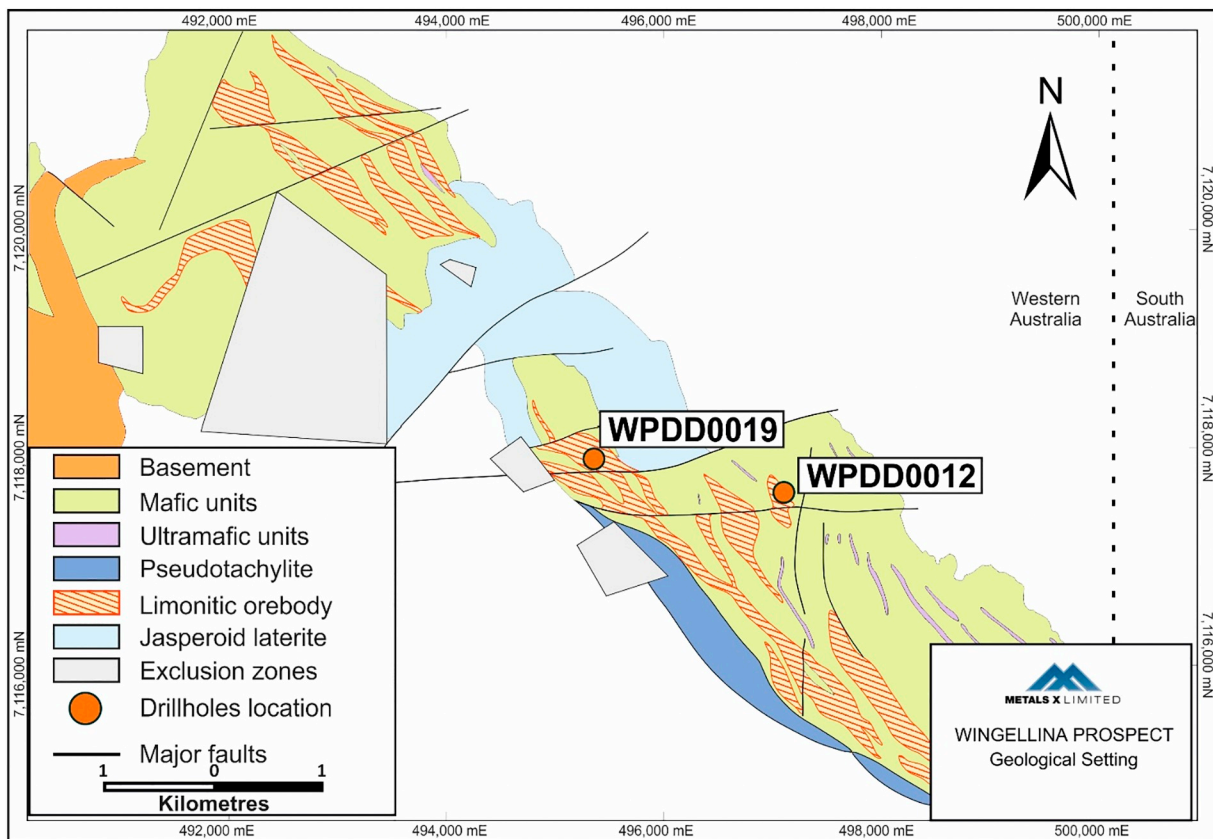 492,000 mE
494,000 mE
496,000 mE
498,000 mE
500,000 mE
N
7,120,000 mN
7,120,000 mN
Western
Australia
South
Australia
7,118,000 mN
7,118,000 mN
WPDD0019
WPDD0012
Basement
Mafic units
Ultramafic units
Pseudotachylite
Limonitic orebody
Jasperoid laterite
Exclusion zones
Drillholes location
Major faults
1 0 1
Kilometres
7,116,000 mN
7,116,000 mN
METALS X LIMITED
WINGELLINA PROSPECT
Geological Setting
492,000 mE
494,000 mE
496,000 mE
498,000 mE
500,000 mE